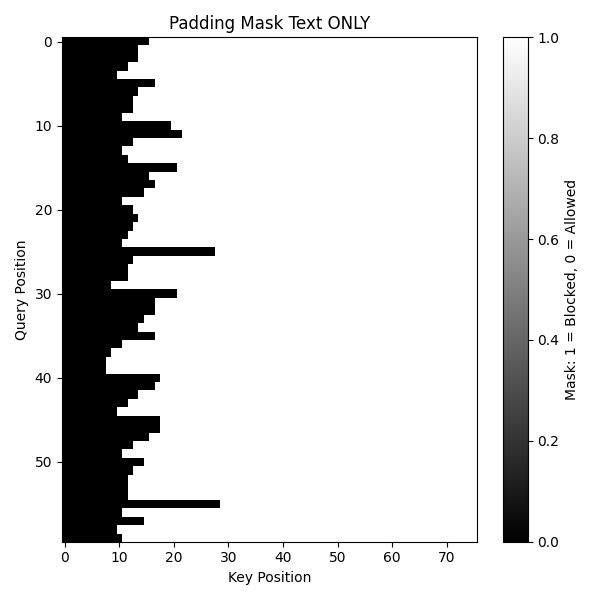 Padding Mask Text ONLY
0
10
20
30
40
50
Query Position
0 10 20 30 40 50 60 70
Key Position
1.0
0.8
0.6
0.4
0.2
0.0
Mask: 1 = Blocked, 0 = Allowed